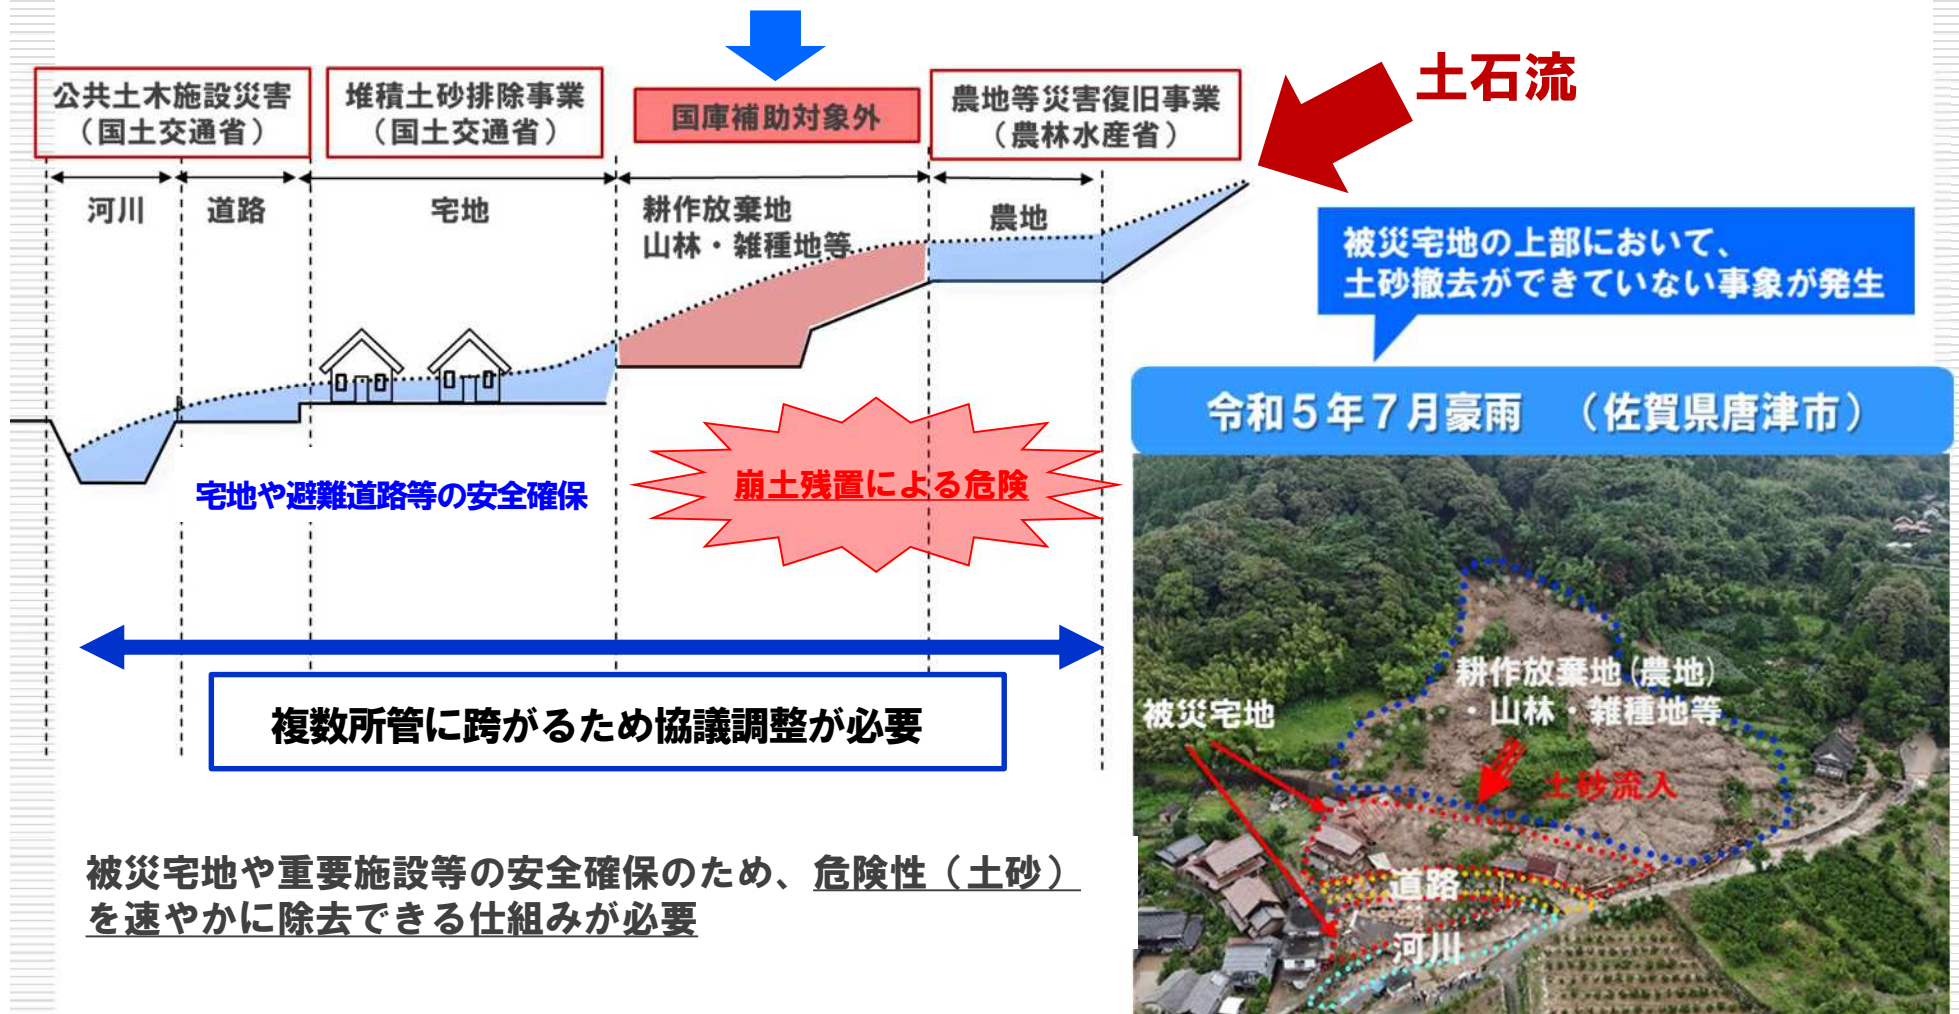 公共土木施設災害
（国土交通省）
堆積土砂排除事業
（国土交通省）
国庫補助対象外
農地等災害復旧事業
（農林水産省）
土石流
河川
道路
宅地
耕作放棄地
山林・雑種地等
農地
被災宅地の上部において、
土砂撤去ができていない事象が発生
令和５年７月豪雨　（佐賀県唐津市）
宅地や避難道路等の安全確保
崩土残置による危険
複数所管に跨がるため協議調整が必要
耕作放棄地(農地)
・山林・雑種地等
被災宅地
土砂流入
道路
河川
被災宅地や重要施設等の安全確保のため、危険性（土砂）
を速やかに除去できる仕組みが必要